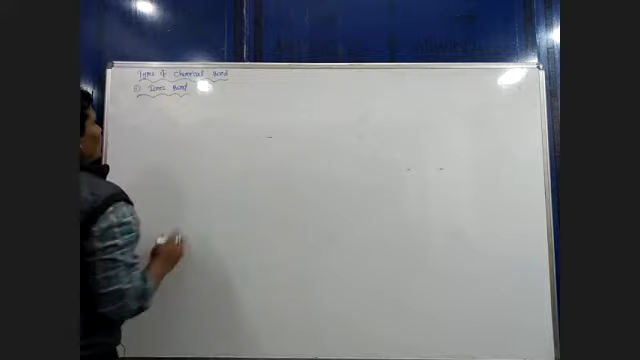 Types of Chemical Bond
① Ionic Bond